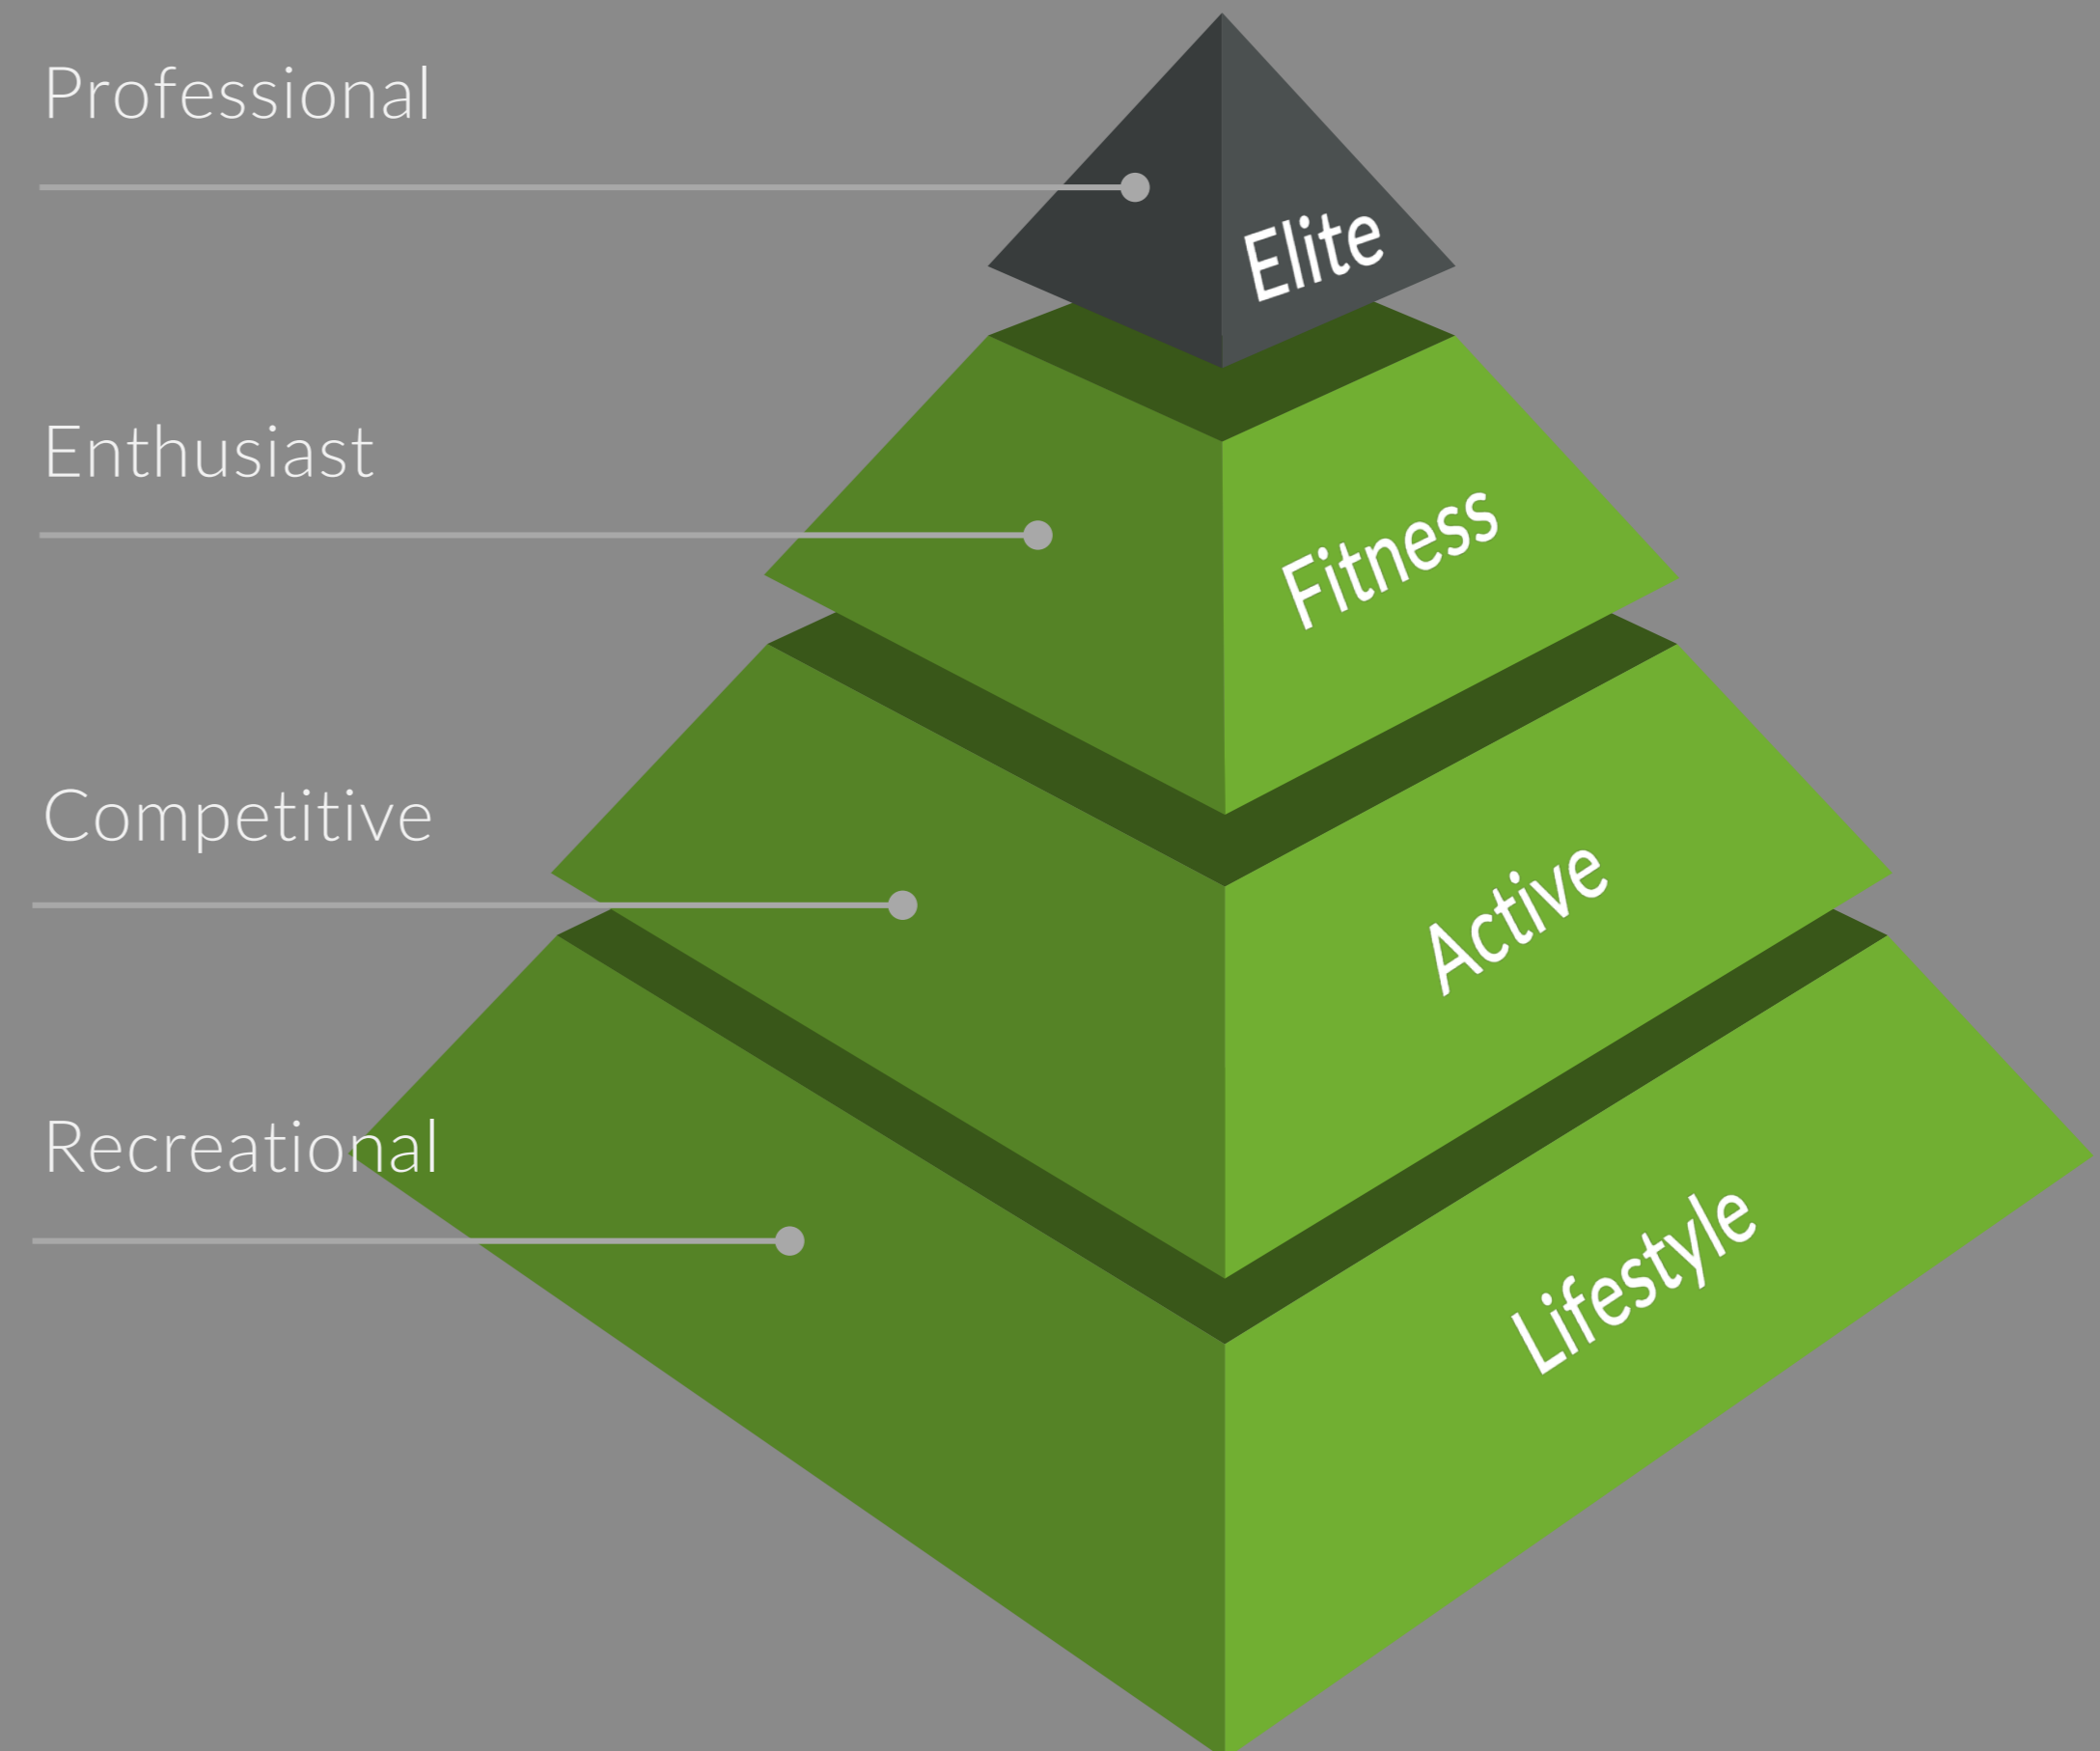 Professional
Elite
Enthusiast
Fitness
Competitive
Active
Recreational
Lifestyle